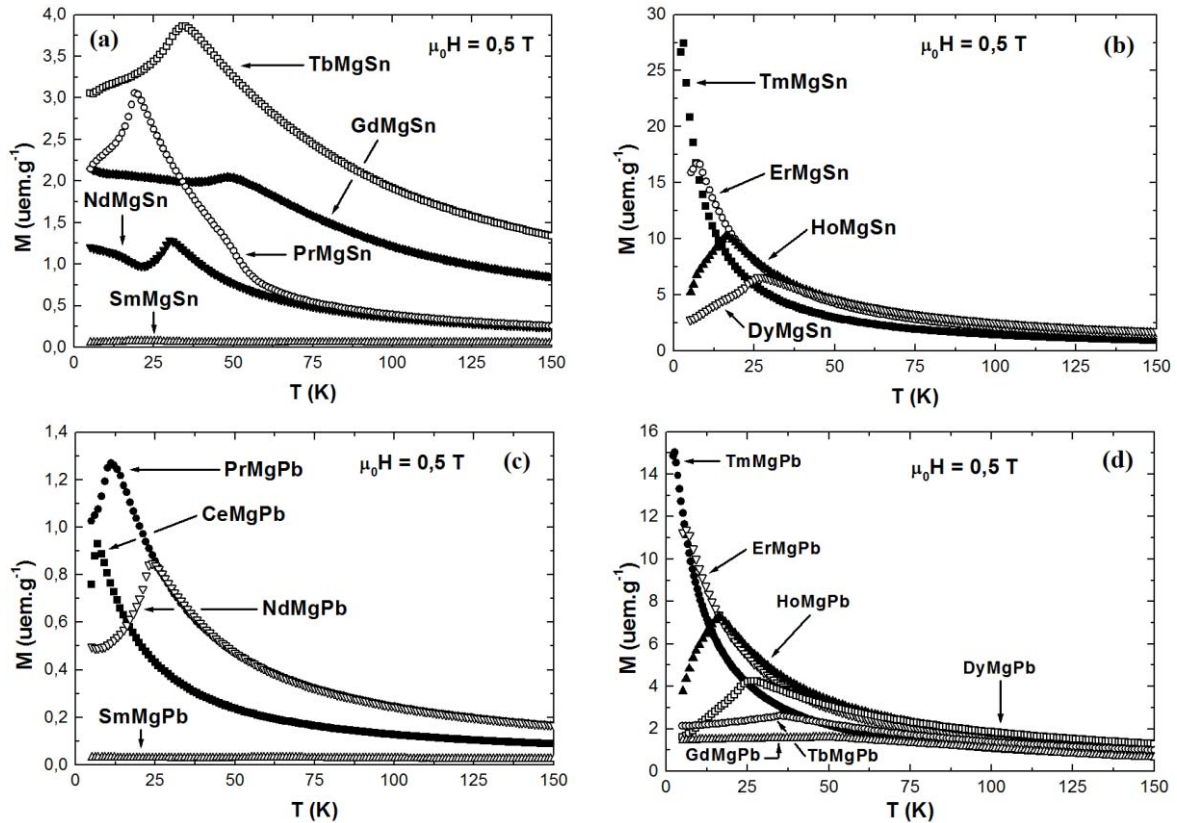 (a)
μ₀H = 0,5 T
TbMgSn
GdMgSn
NdMgSn
PrMgSn
SmMgSn
4,0
3,5
3,0
2,5
2,0
1,5
1,0
0,5
0,0
M (uem.g⁻¹)
0 25 50 75 100 125 150
T (K)
(b)
μ₀H = 0,5 T
TmMgSn
ErMgSn
HoMgSn
DyMgSn
30
25
20
15
10
5
0
M (uem.g⁻¹)
0 25 50 75 100 125 150
T (K)
(c)
μ₀H = 0,5 T
PrMgPb
CeMgPb
NdMgPb
SmMgPb
1,4
1,2
1,0
0,8
0,6
0,4
0,2
0,0
M (uem.g⁻¹)
0 25 50 75 100 125 150
T (K)
(d)
μ₀H = 0,5 T
TmMgPb
ErMgPb
HoMgPb
DyMgPb
GdMgPb
TbMgPb
16
14
12
10
8
6
4
2
0
M (uem.g⁻¹)
0 25 50 75 100 125 150
T (K)